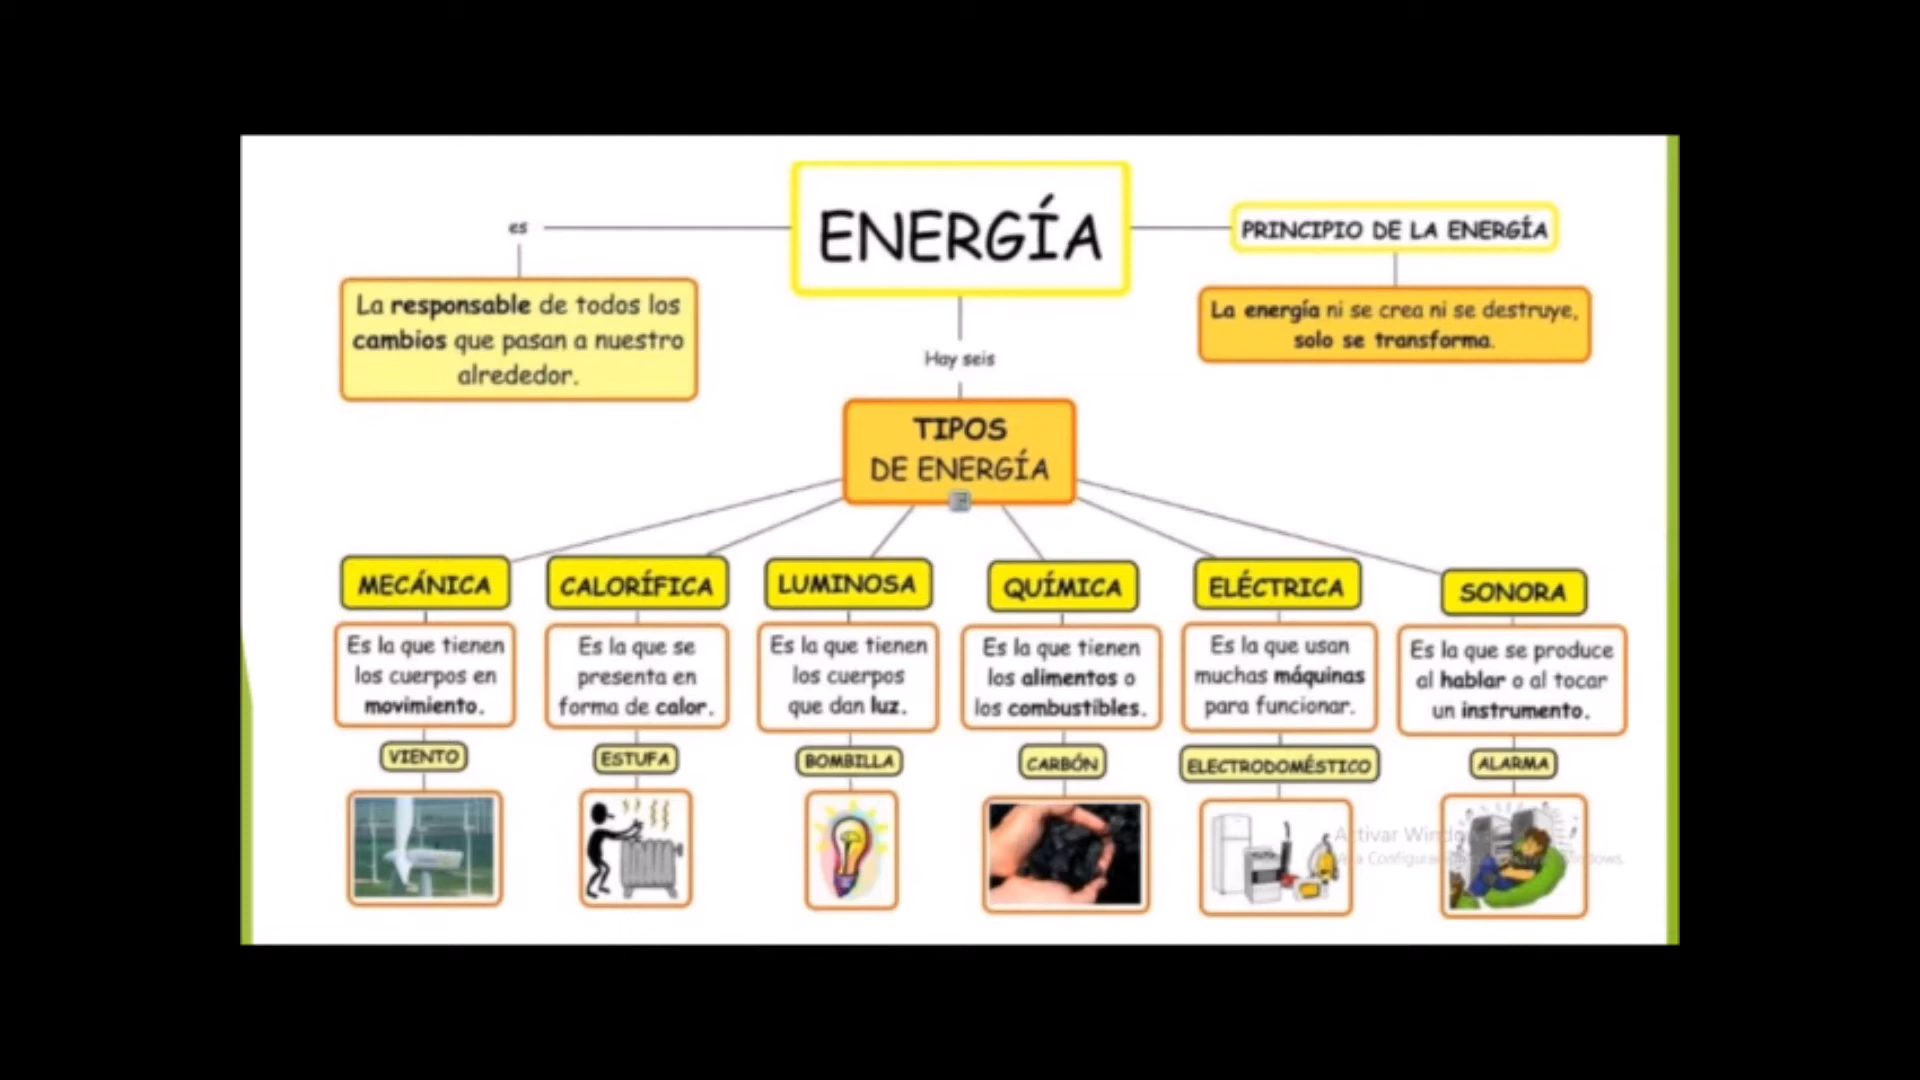 ENERGÍA
es
PRINCIPIO DE LA ENERGÍA
La responsable de todos los
cambios que pasan a nuestro
alrededor.
La energía ni se crea ni se destruye,
solo se transforma.
Hay seis
TIPOS
DE ENERGÍA
MECÁNICA
Es la que tienen
los cuerpos en
movimiento.
VIENTO
CALORÍFICA
Es la que se
presenta en
forma de calor.
ESTUFA
LUMINOSA
Es la que tienen
los cuerpos
que dan luz.
BOMBILLA
QUÍMICA
Es la que tienen
los alimentos o
los combustibles.
CARBÓN
ELÉCTRICA
Es la que usan
muchas máquinas
para funcionar.
ELECTRODOMÉSTICO
SONORA
Es la que se produce
al hablar o al tocar
un instrumento.
ALARMA
Activar